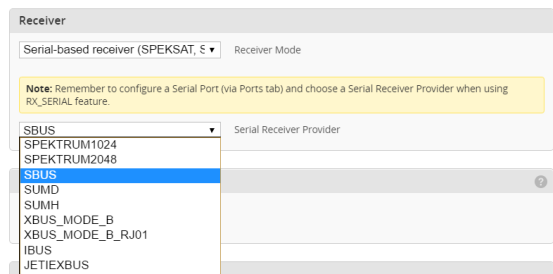 Receiver
Serial-based receiver (SPEKSAT, S Receiver Mode
Note: Remember to configure a Serial Port (via Ports tab) and choose a Serial Receiver Provider when using
RX_SERIAL feature.
SBUS Serial Receiver Provider
SPEKTRUM1024
SPEKTRUM2048
SBUS
SUMD
SUMH
XBUS_MODE_B
XBUS_MODE_B_RJ01
IBUS
JETIEXBUS